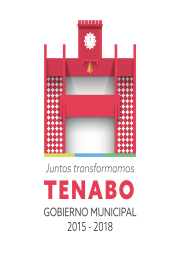 Juntos transformamos
TENABO
GOBIERNO MUNICIPAL
2015 - 2018